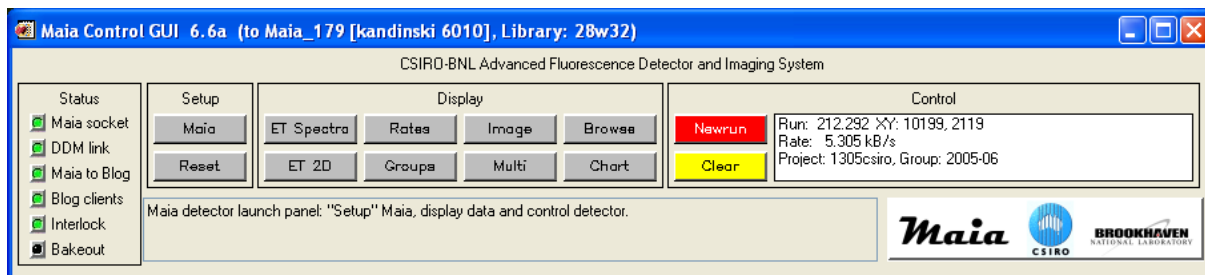 Maia Control GUI 6.6a (to Maia_179 [kandinski 6010], Library: 28w32)
CSIRO-BNL Advanced Fluorescence Detector and Imaging System
Status
Maia socket
DDM link
Maia to Blog
Blog clients
Interlock
Bakeout
Setup
Maia
Reset
Display
ET Spectra Rates Image Browse
ET 2D Groups Multi Chart
Control
Newrun
Clear
Run: 212.292 XY: 10199, 2119
Rate: 5.305 kB/s
Project: 1305csiro, Group: 2005-06
Maia detector launch panel: "Setup" Maia, display data and control detector.
Maia
CSIRO
BROOKHAVEN
NATIONAL LABORATORY